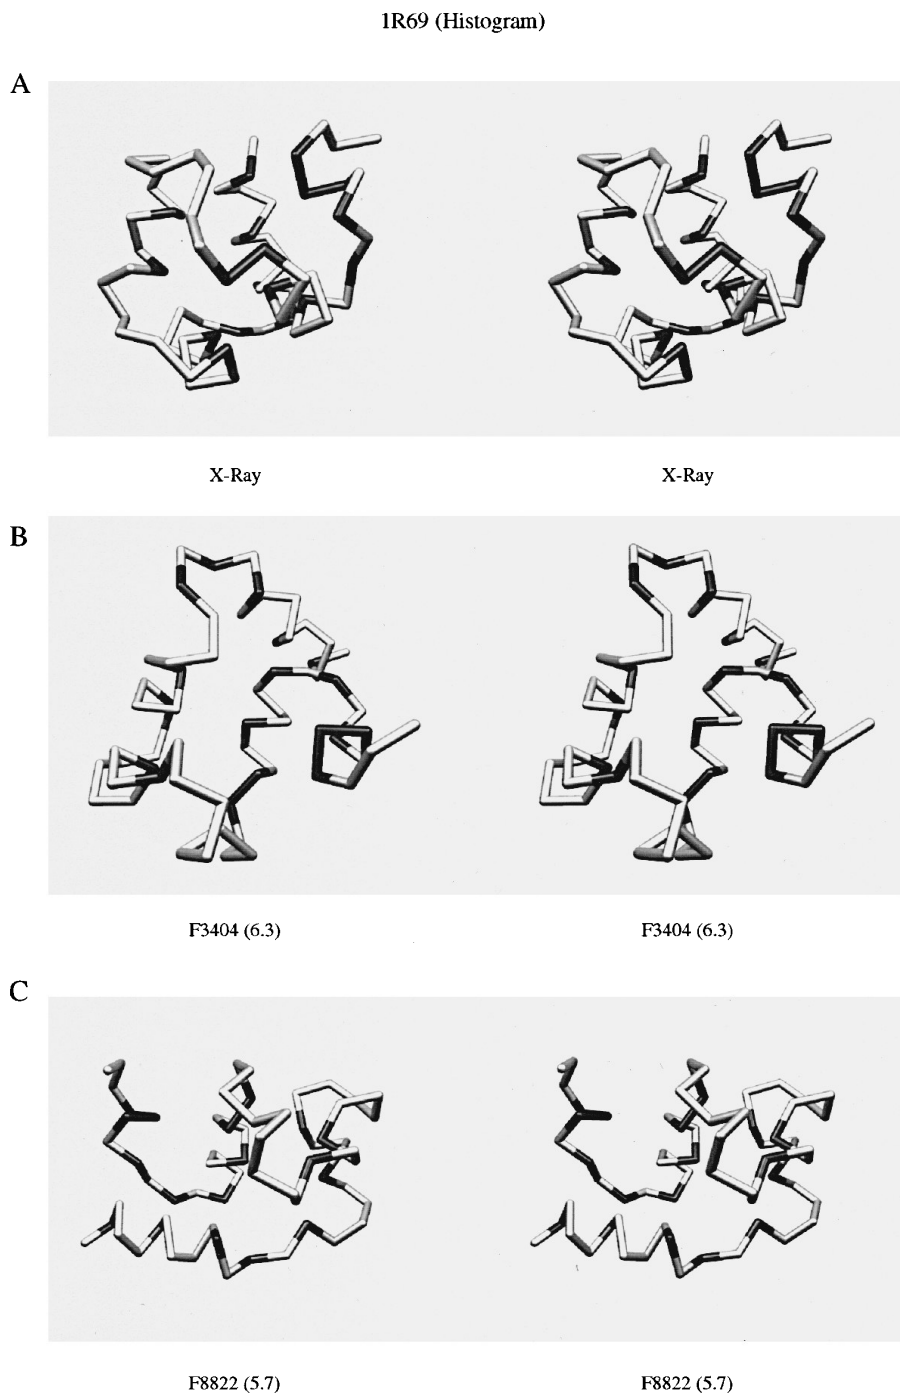 1R69 (Histogram)
A
X-Ray X-Ray
B
F3404 (6.3) F3404 (6.3)
C
F8822 (5.7) F8822 (5.7)